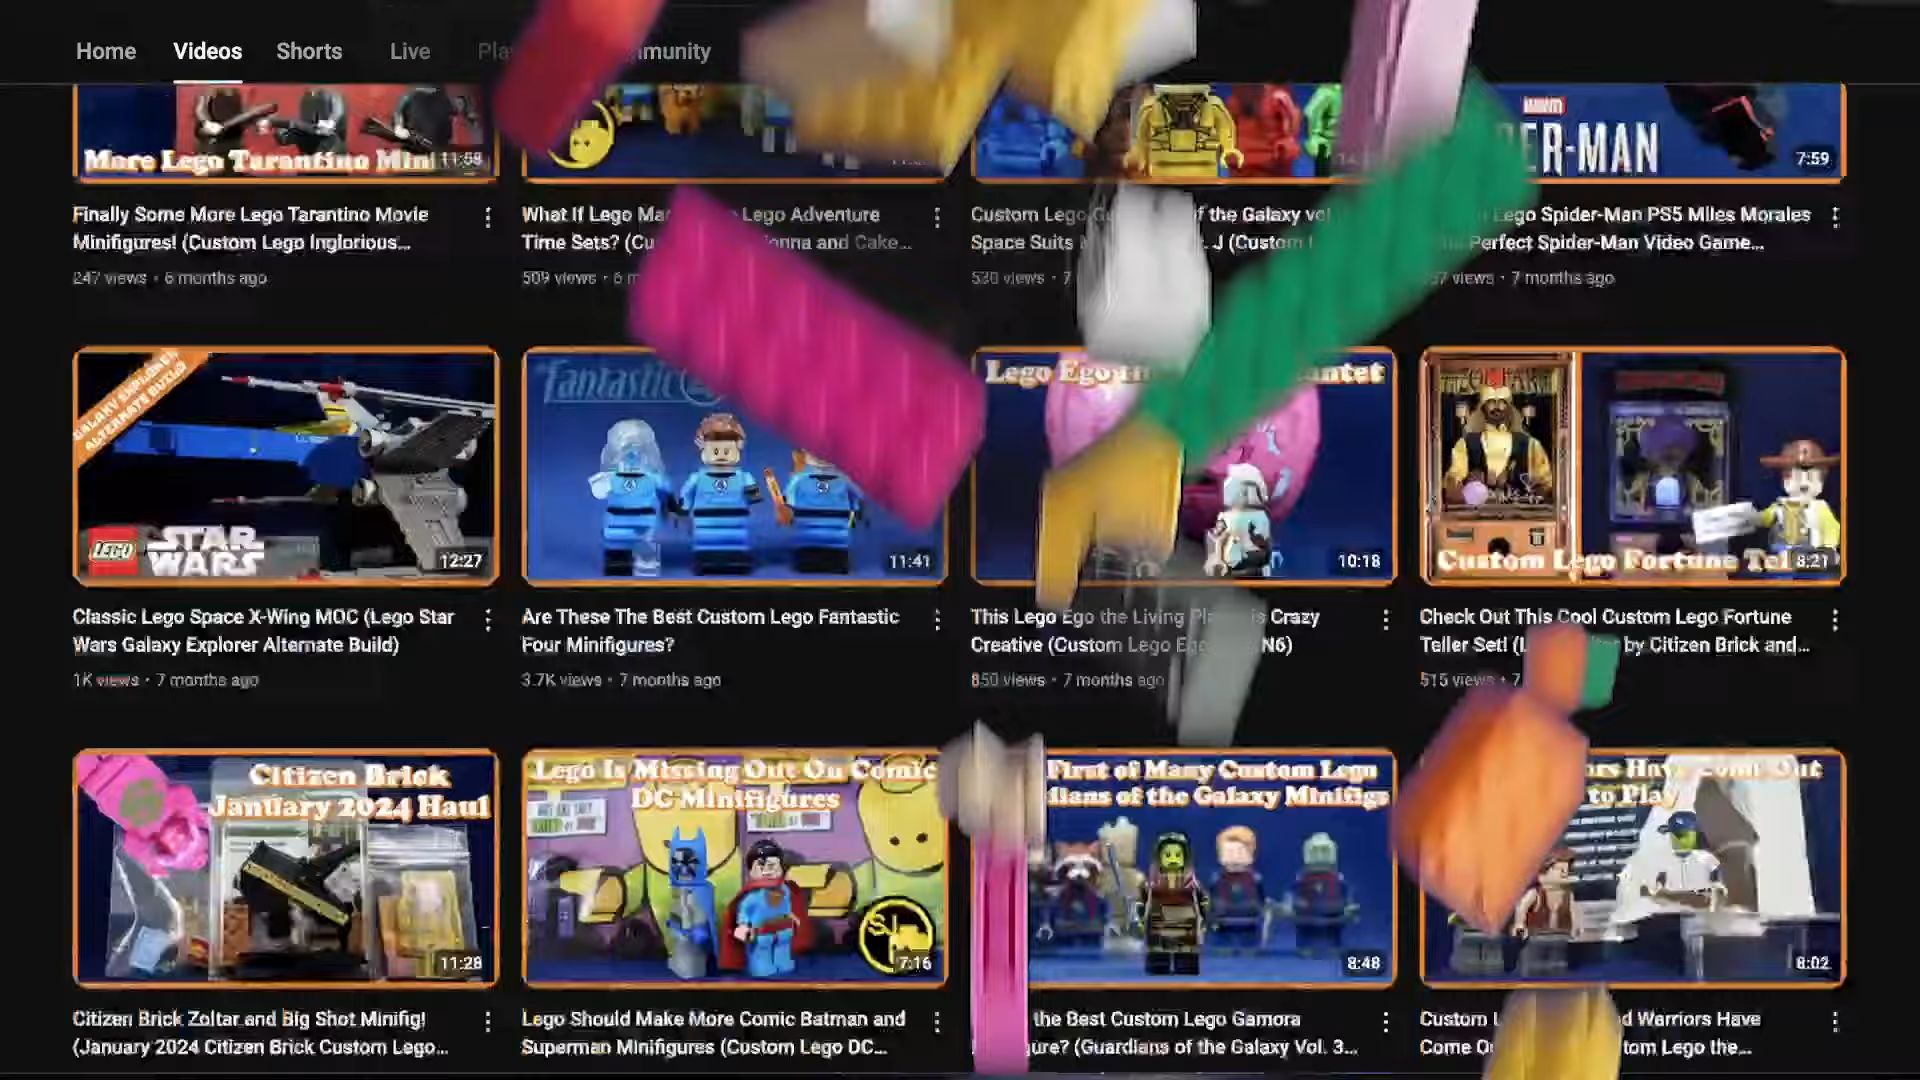 Home Videos Shorts Live
More Lego Tarantino Mini 11:58
SPIDER-MAN
7:59
Finally Some More Lego Tarantino Movie
Minifigures! (Custom Lego Inglorious...
247 views • 6 months ago
What If Lego Lego Adventure
Time Sets? and Cake...
509 views
Custom Lego of the Galaxy
Space Suits J (Custom
530 views • 7
Lego Spider-Man PS5 Miles Morales
Perfect Spider-Man Video Game...
views • 7 months ago
GALAXY EXPLORER
ALTERNATE BUILD
LEGO STAR WARS
12:27
Fantastic
11:41
Lego Ego
10:18
Custom Lego Fortune Tel 8:21
Classic Lego Space X-Wing MOC (Lego Star
Wars Galaxy Explorer Alternate Build)
1K views • 7 months ago
Are These The Best Custom Lego Fantastic
Four Minifigures?
3.7K views • 7 months ago
This Lego Ego the Living is Crazy
Creative (Custom Lego N6)
850 views • 7 months ago
Check Out This Cool Custom Lego Fortune
Teller Set! by Citizen Brick and...
515 views • 7
Citizen Brick
January 2024 Haul
11:28
Lego Is Missing Out On Comic
DC Minifigures
SJ
7:16
First of Many Custom Lego
dians of the Galaxy Minifigs
8:48
to Play
8:02
Citizen Brick Zoltar and Big Shot Minifig!
(January 2024 Citizen Brick Custom Lego...
Lego Should Make More Comic Batman and
Superman Minifigures (Custom Lego DC...
the Best Custom Lego Gamora
gure? (Guardians of the Galaxy Vol. 3...
Custom Warriors Have
Come Lego the...